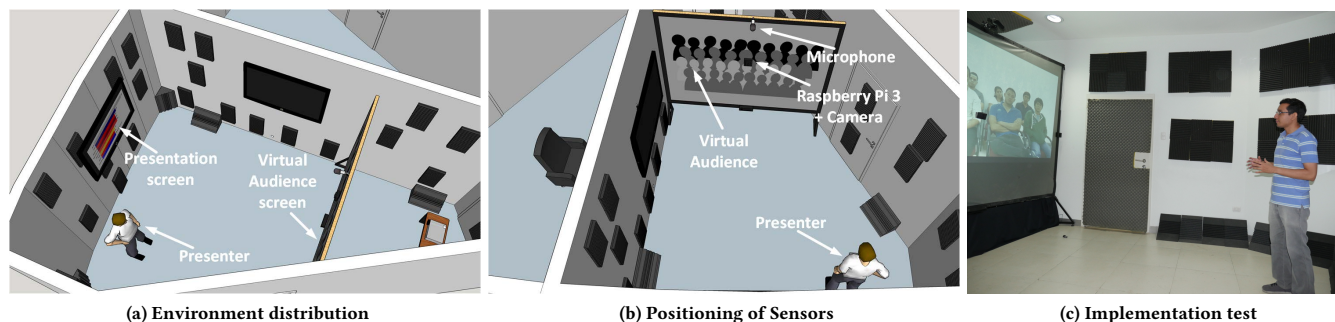 Presentation
screen
Virtual
Audience
screen
Presenter
(a) Environment distribution
Microphone
Raspberry Pi 3
+ Camera
Virtual
Audience
Presenter
(b) Positioning of Sensors
(c) Implementation test